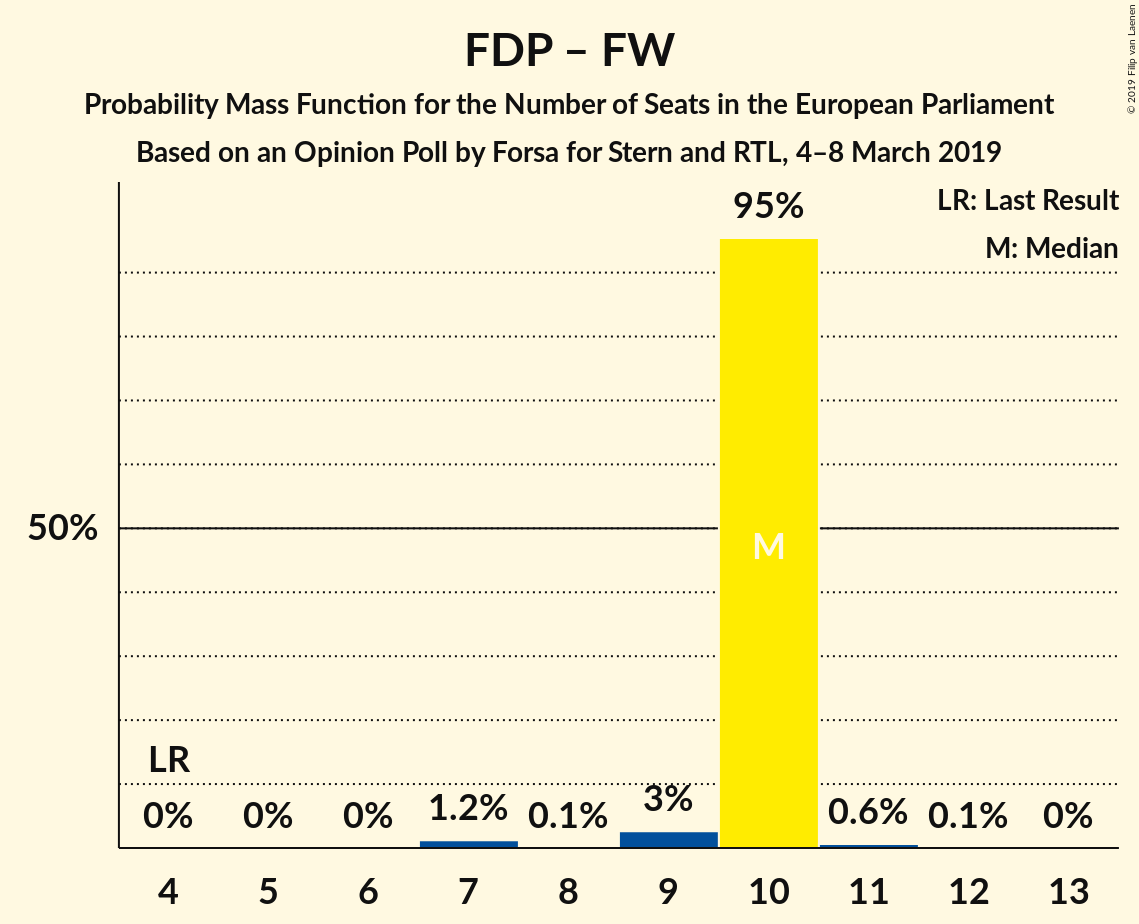 FDP – FW
Probability Mass Function for the Number of Seats in the European Parliament
Based on an Opinion Poll by Forsa for Stern and RTL, 4–8 March 2019
© 2019 Filip van Laenen
LR: Last Result
M: Median
95%
50%
M
LR
0% 0% 0% 1.2% 0.1% 3% 0.6% 0.1% 0%
4 5 6 7 8 9 10 11 12 13